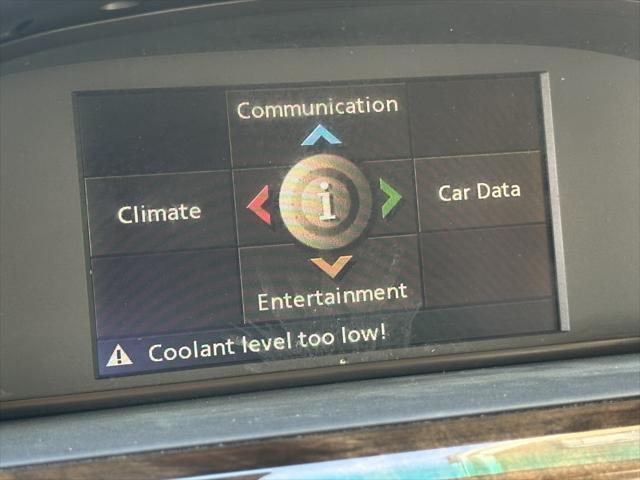 Communication
Climate
i
Car Data
Entertainment
Coolant level too low!